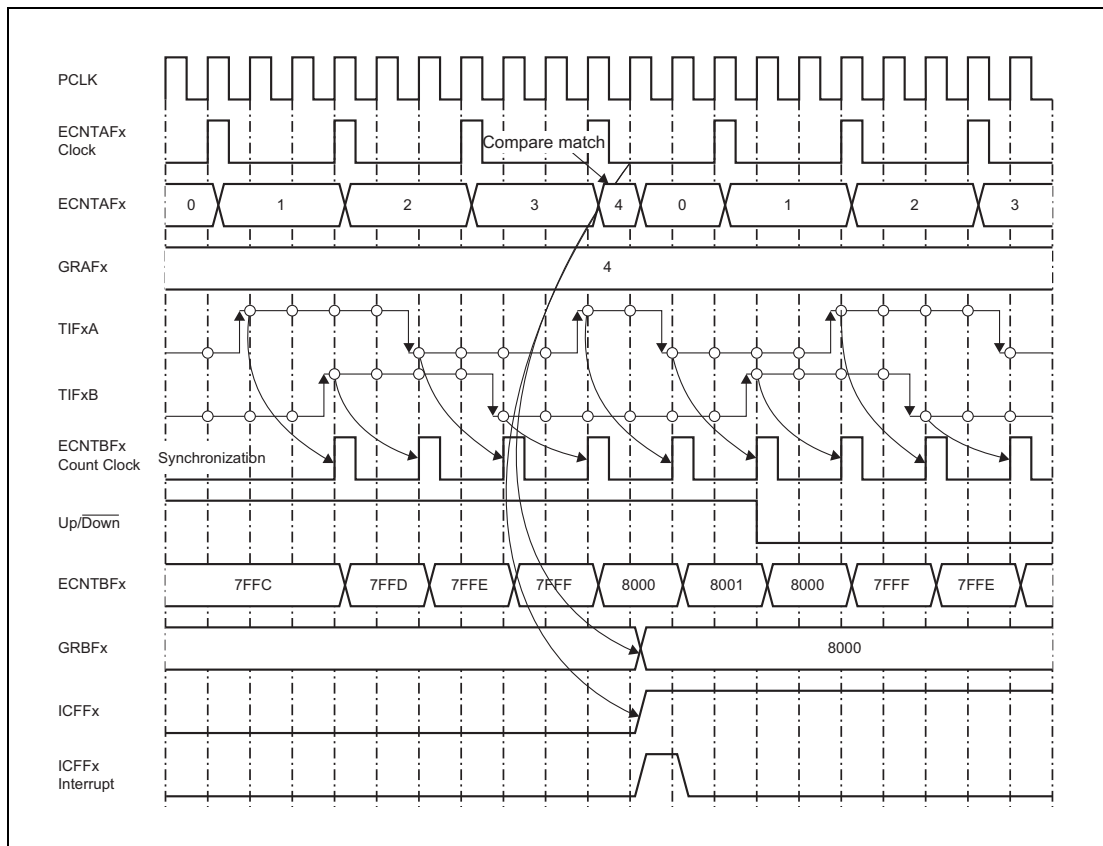 PCLK
ECNTAFx
Clock
Compare match
ECNTAFx
0 1 2 3 4 0 1 2 3
GRAFx
4
TIFxA
TIFxB
ECNTBFx
Count Clock
Synchronization
Up/Down
ECNTBFx
7FFC 7FFD 7FFE 7FFF 8000 8001 8000 7FFF 7FFE
GRBFx
8000
ICFFx
ICFFx
Interrupt